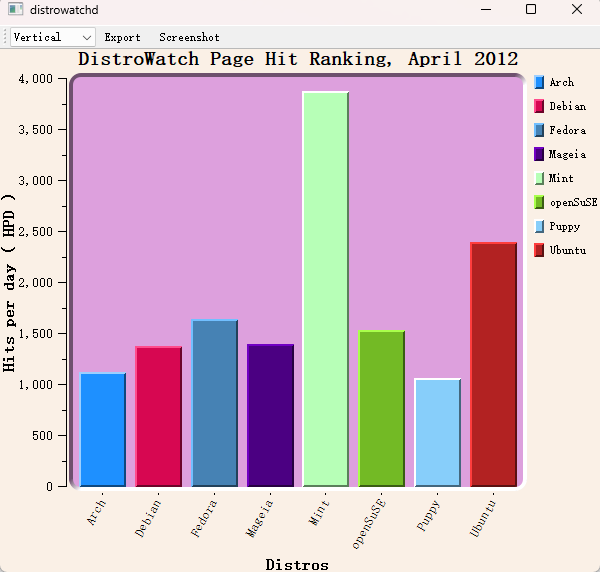 distrowatchd
Vertical Export Screenshot
DistroWatch Page Hit Ranking, April 2012
4,000
3,500
3,000
2,500
2,000
1,500
1,000
500
0
Hits per day ( HPD )
Arch
Debian
Fedora
Mageia
Mint
openSuSE
Puppy
Ubuntu
Distros
Arch
Debian
Fedora
Mageia
Mint
openSuSE
Puppy
Ubuntu